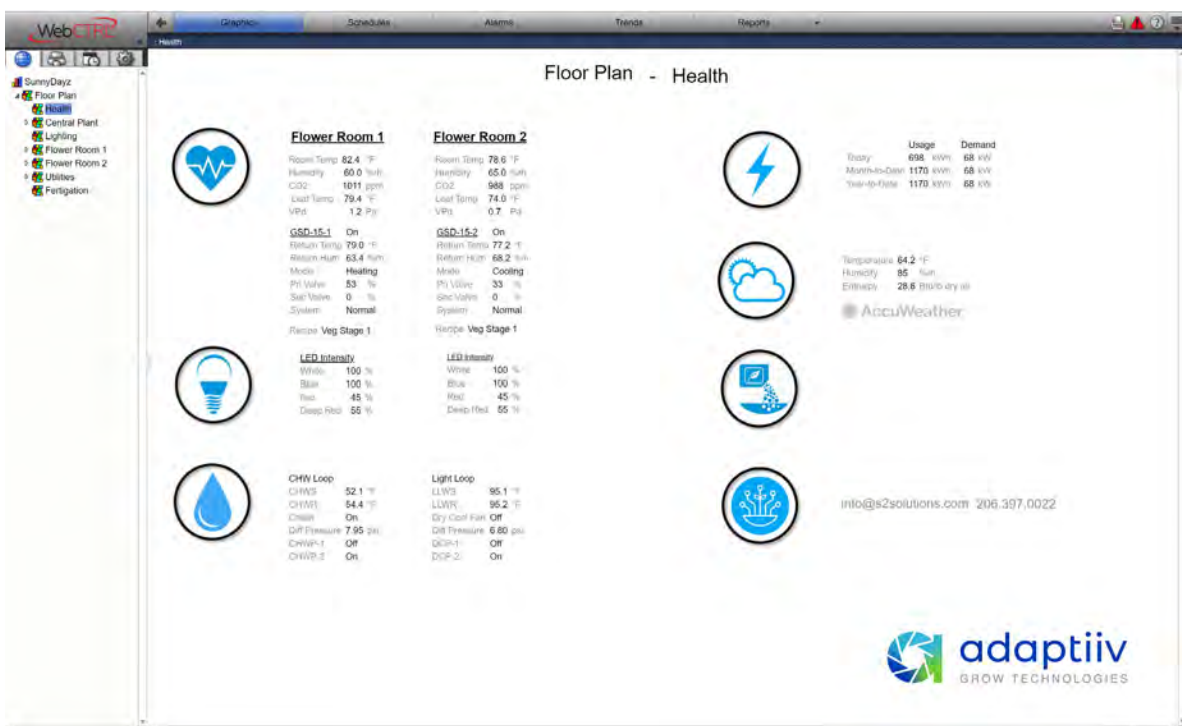 WebCTRL
Graphics Schedules Alarms Trends Reports
Health
SunnyDayz
Floor Plan
Health
Central Plant
Lighting
Flower Room 1
Flower Room 2
Utilities
Fertigation
Floor Plan - Health
Flower Room 1
Room Temp 82.4 °F
Humidity 60.0 %rh
CO2 1011 ppm
Leaf Temp 79.4 °F
VPd 1.2 Pa
GSD-15-1 On
Return Temp 79.0 °F
Return Hum 63.4 %rh
Mode Heating
Pri Valve 53 %
Sec Valve 0 %
System Normal
Recipe Veg Stage 1
LED Intensity
White 100 %
Blue 100 %
Red 45 %
Deep Red 55 %
CHW Loop
CHWS 52.1 °F
CHWR 54.4 °F
Chiller On
Diff Pressure 7.95 psi
CHWP-1 Off
CHWP-2 On
Flower Room 2
Room Temp 78.6 °F
Humidity 65.0 %rh
CO2 988 ppm
Leaf Temp 74.0 °F
VPd 0.7 Pa
GSD-15-2 On
Return Temp 77.2 °F
Return Hum 68.2 %rh
Mode Cooling
Pri Valve 33 %
Sec Valve 0 %
System Normal
Recipe Veg Stage 1
LED Intensity
White 100 %
Blue 100 %
Red 45 %
Deep Red 55 %
Light Loop
LLWS 95.1 °F
LLWR 95.2 °F
Dry Cool Fan Off
Diff Pressure 6.80 psi
DCP-1 Off
DCP-2 On
Usage Demand
Today 698 kWh 68 kW
Month-to-Date 1170 kWh 68 kW
Year-to-Date 1170 kWh 68 kW
Temperature 64.2 °F
Humidity 85 %rh
Enthalpy 28.6 Btu/lb dry air
AccuWeather
info@s2solutions.com 206.397.0022
adaptiiv
GROW TECHNOLOGIES